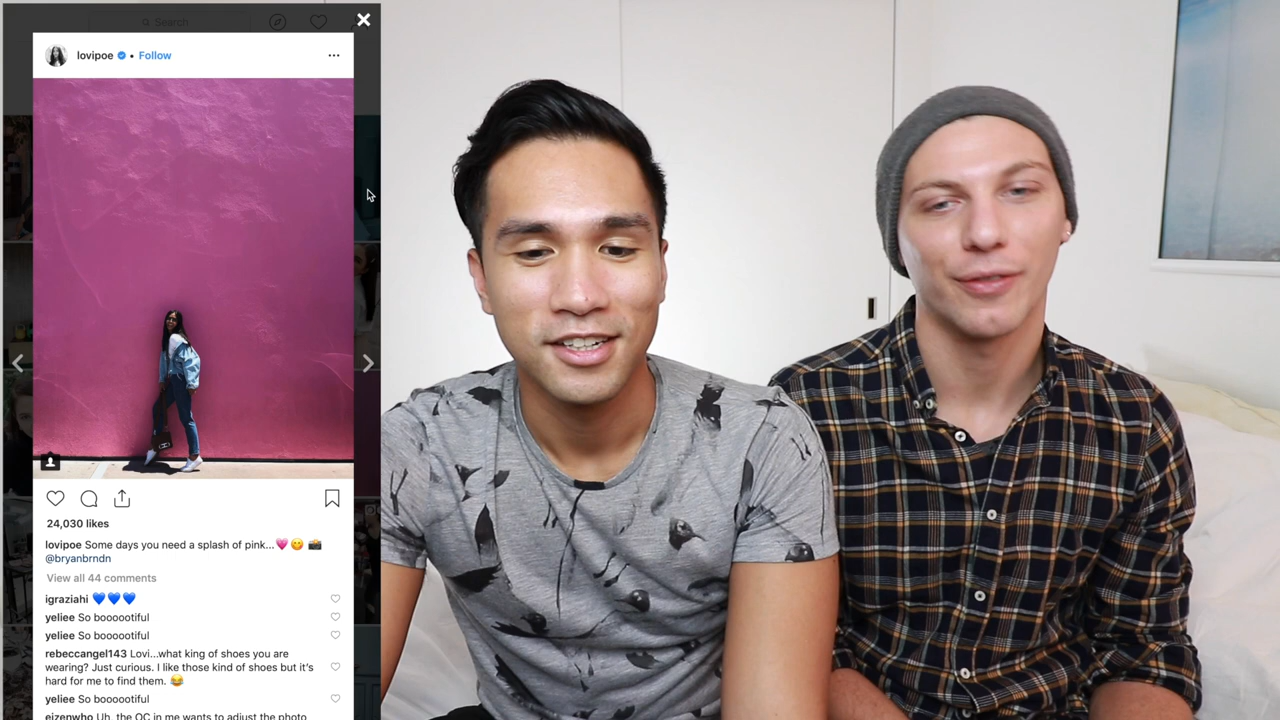 Search
lovipoe • Follow
24,030 likes
lovipoe Some days you need a splash of pink...💗😋 📸
@bryanbrndn
View all 44 comments
igraziahi 💙💙💙
yeliee So boooootiful
yeliee So boooootiful
rebeccangel143 Lovi...what king of shoes you are
wearing? Just curious. I like those kind of shoes but it's
hard for me to find them. 😂
yeliee So boooootiful
eizenwho Uh, the OC in me wants to adjust the photo